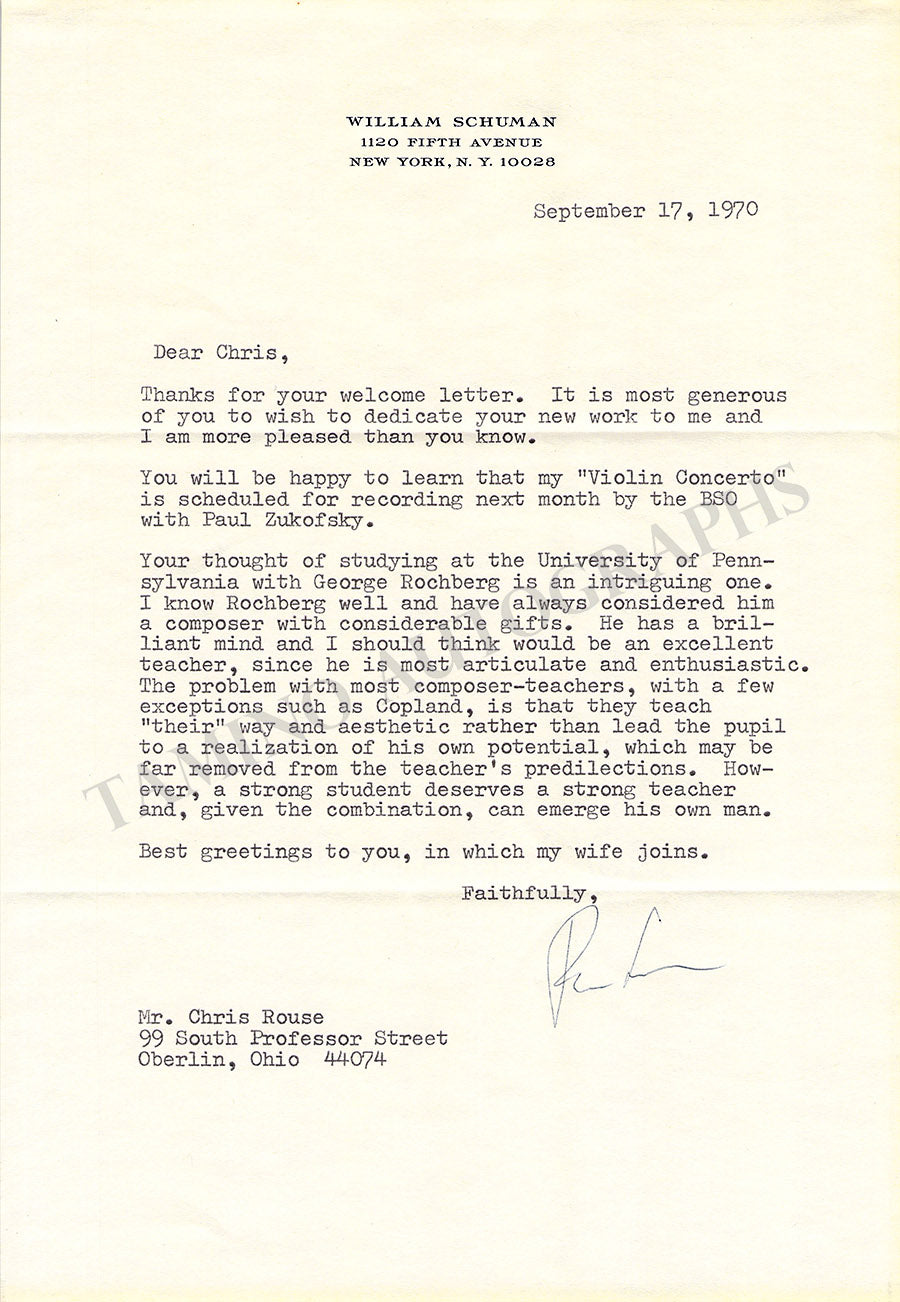 WILLIAM SCHUMAN
1120 FIFTH AVENUE
NEW YORK, N. Y. 10028
September 17, 1970
Dear Chris,
Thanks for your welcome letter. It is most generous
of you to wish to dedicate your new work to me and
I am more pleased than you know.
You will be happy to learn that my "Violin Concerto"
is scheduled for recording next month by the BSO
with Paul Zukofsky.
Your thought of studying at the University of Penn-
sylvania with George Rochberg is an intriguing one.
I know Rochberg well and have always considered him
a composer with considerable gifts. He has a bril-
liant mind and I should think would be an excellent
teacher, since he is most articulate and enthusiastic.
The problem with most composer-teachers, with a few
exceptions such as Copland, is that they teach
"their" way and aesthetic rather than lead the pupil
to a realization of his own potential, which may be
far removed from the teacher's predilections. How-
ever, a strong student deserves a strong teacher
and, given the combination, can emerge his own man.
Best greetings to you, in which my wife joins.
Faithfully,
Mr. Chris Rouse
99 South Professor Street
Oberlin, Ohio 44074
TAMINO AUTOGRAPHS